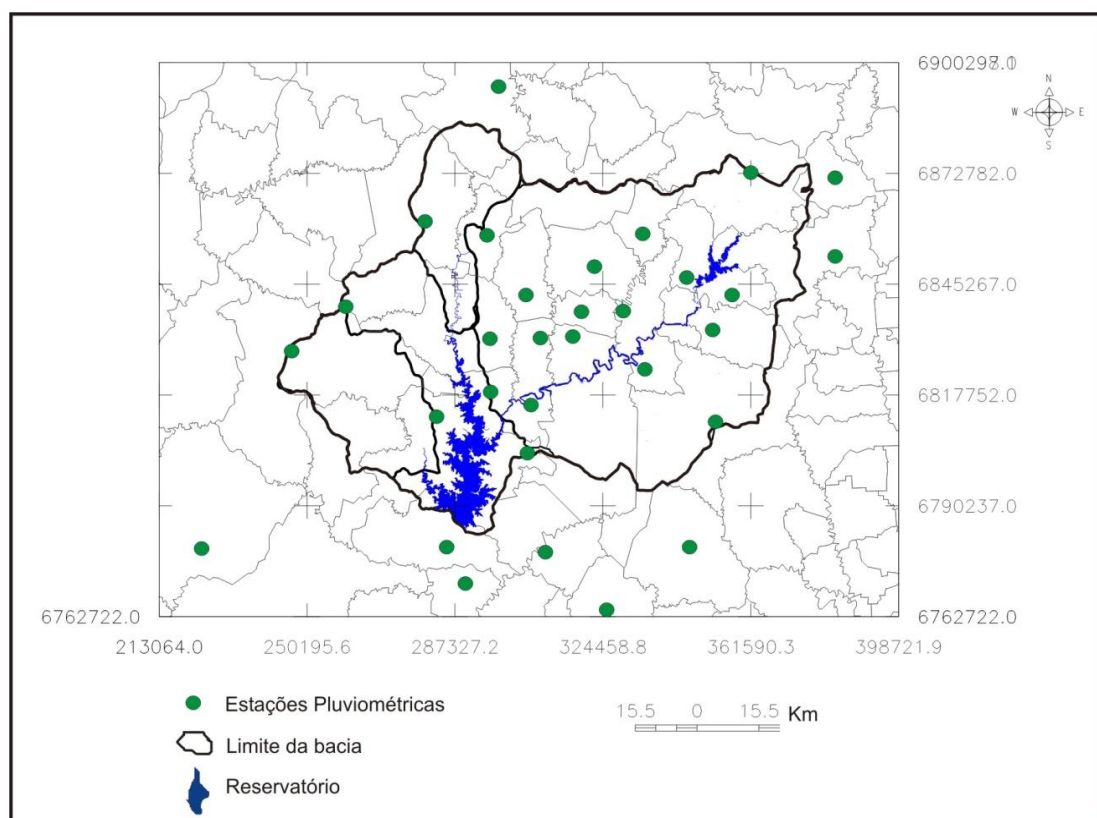 6900297.0
N
W E
S
6872782.0
6845267.0
6817752.0
6790237.0
6762722.0 6762722.0
213064.0 250195.6 287327.2 324458.8 361590.3 398721.9
Estações Pluviométricas
15.5 0 15.5 Km
Limite da bacia
Reservatório